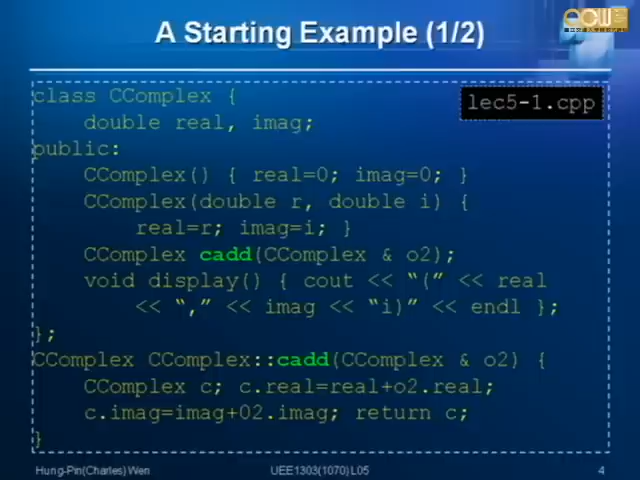 A Starting Example (1/2)
lec5-1.cpp
class CComplex {
double real, imag;
public:
CComplex() { real=0; imag=0; }
CComplex(double r, double i) {
real=r; imag=i; }
CComplex cadd(CComplex & o2);
void display() { cout << “(” << real
<< “,” << imag << “i)” << endl };
};
CComplex CComplex::cadd(CComplex & o2) {
CComplex c; c.real=real+o2.real;
c.imag=imag+02.imag; return c;
}
Hung-Pin(Charles) Wen
UEE1303(1070) L05
4